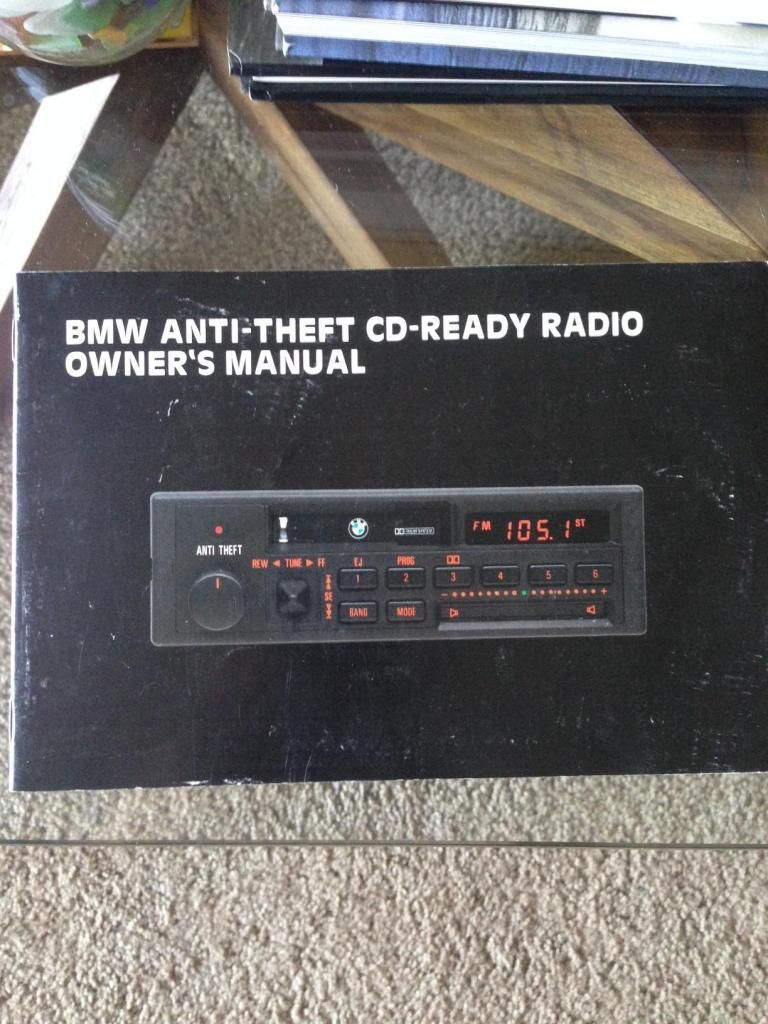 BMW ANTI-THEFT CD-READY RADIO
OWNER'S MANUAL
FM 105.1 ST
ANTI THEFT
REW ◀ TUNE ▶ FF
EJ PROG
1 2 3 4 5 6
SE
− +
BAND MODE